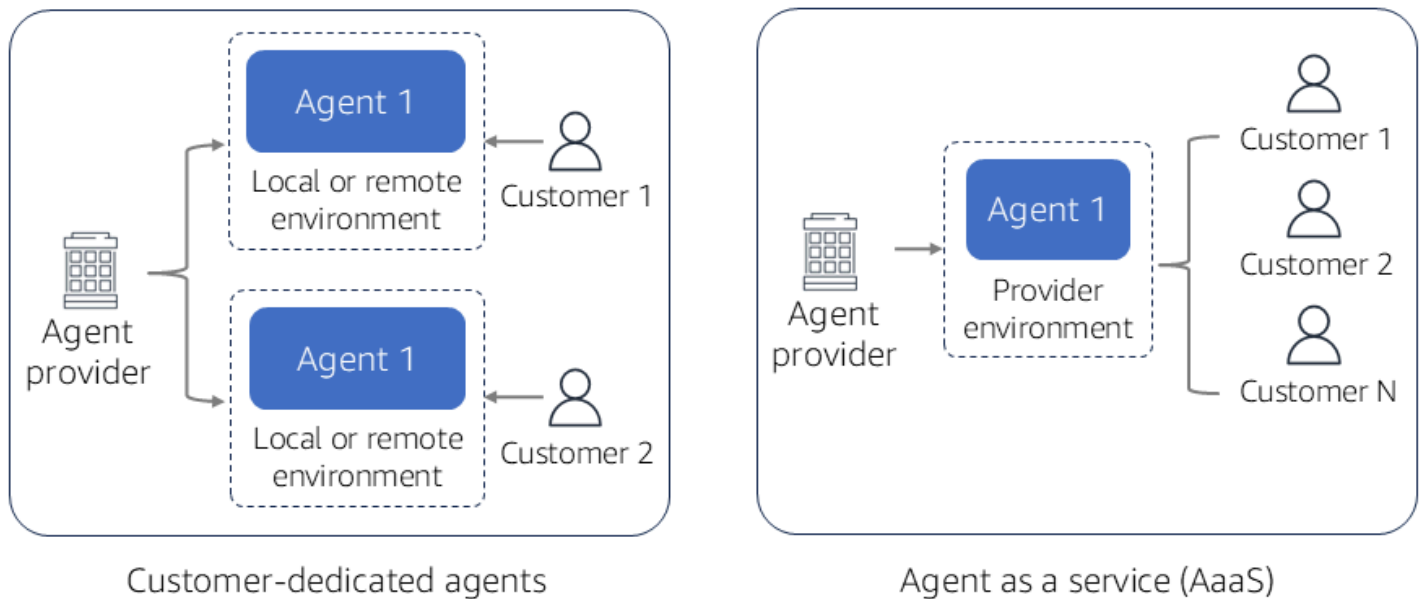 Agent 1
Local or remote
environment
Customer 1
Agent
provider
Agent 1
Local or remote
environment
Customer 2
Customer-dedicated agents
Agent
provider
Agent 1
Provider
environment
Customer 1
Customer 2
Customer N
Agent as a service (AaaS)